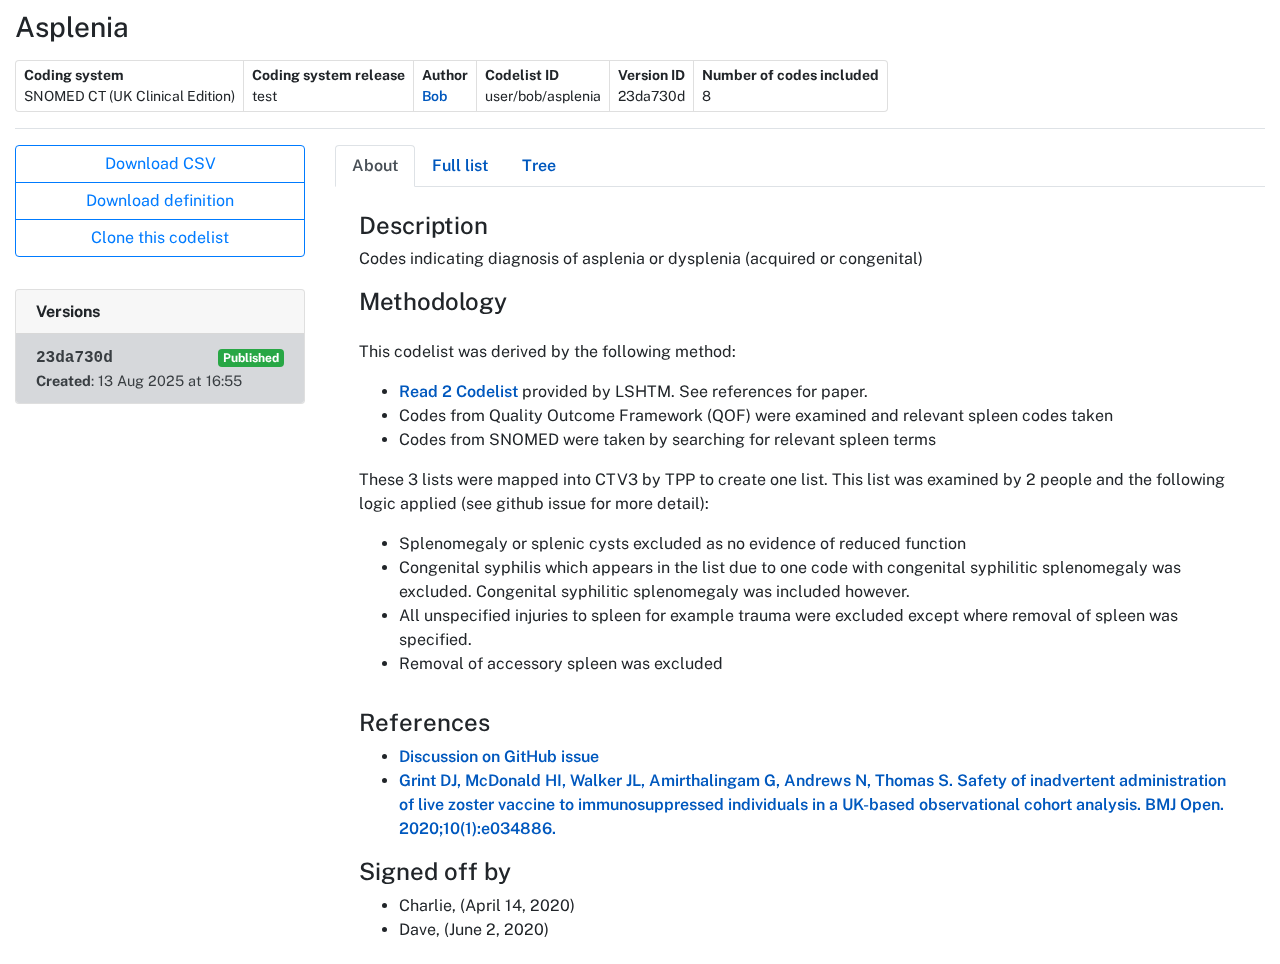 Asplenia
Coding system
SNOMED CT (UK Clinical Edition)
Coding system release
test
Author
Bob
Codelist ID
user/bob/asplenia
Version ID
23da730d
Number of codes included
8
Download CSV
Download definition
Clone this codelist
Versions
23da730d Published
Created: 13 Aug 2025 at 16:55
About Full list Tree
Description
Codes indicating diagnosis of asplenia or dysplenia (acquired or congenital)
Methodology
This codelist was derived by the following method:
• Read 2 Codelist provided by LSHTM. See references for paper.
• Codes from Quality Outcome Framework (QOF) were examined and relevant spleen codes taken
• Codes from SNOMED were taken by searching for relevant spleen terms
These 3 lists were mapped into CTV3 by TPP to create one list. This list was examined by 2 people and the following
logic applied (see github issue for more detail):
• Splenomegaly or splenic cysts excluded as no evidence of reduced function
• Congenital syphilis which appears in the list due to one code with congenital syphilitic splenomegaly was
excluded. Congenital syphilitic splenomegaly was included however.
• All unspecified injuries to spleen for example trauma were excluded except where removal of spleen was
specified.
• Removal of accessory spleen was excluded
References
• Discussion on GitHub issue
• Grint DJ, McDonald HI, Walker JL, Amirthalingam G, Andrews N, Thomas S. Safety of inadvertent administration
of live zoster vaccine to immunosuppressed individuals in a UK-based observational cohort analysis. BMJ Open.
2020;10(1):e034886.
Signed off by
• Charlie, (April 14, 2020)
• Dave, (June 2, 2020)